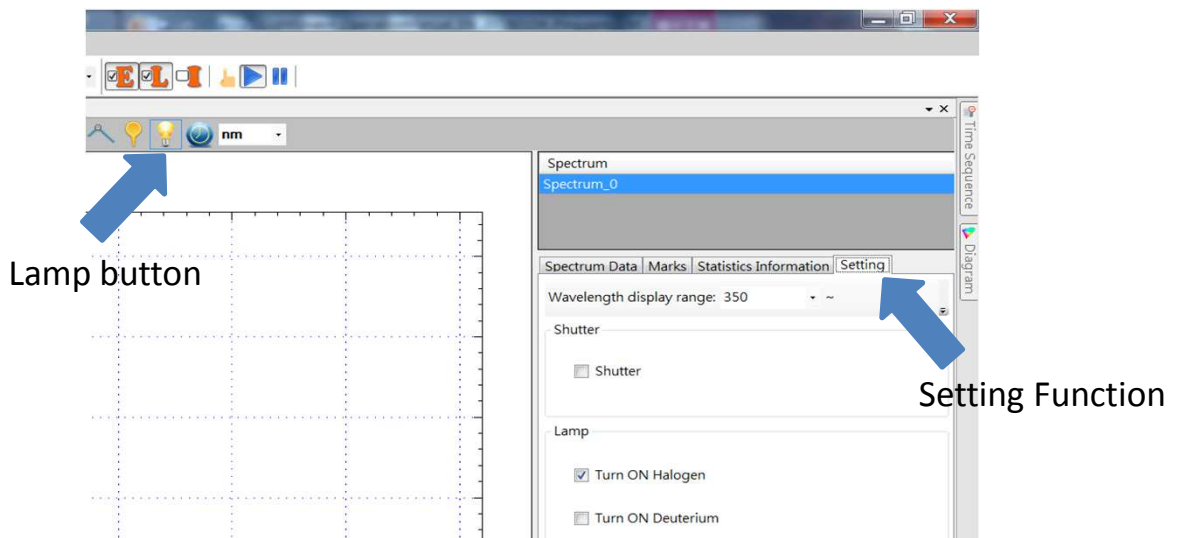 E L I
nm
Time Sequence
Diagram
Spectrum
Spectrum_0
Lamp button
Spectrum Data Marks Statistics Information Setting
Wavelength display range: 350 ~
Shutter
Shutter
Setting Function
Lamp
Turn ON Halogen
Turn ON Deuterium